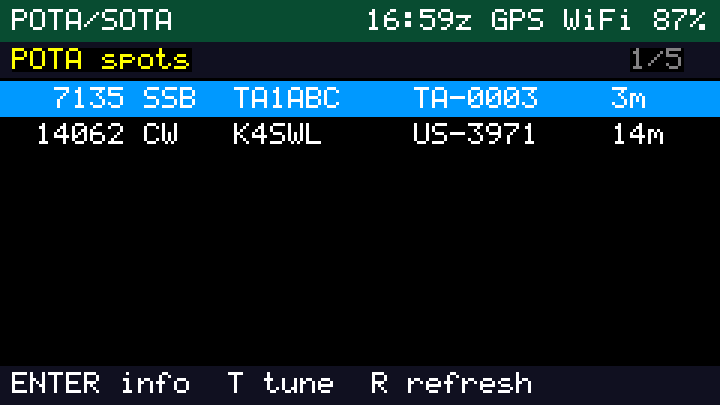 POTA/SOTA 16:59z GPS WiFi 87%
POTA spots 1/5
7135 SSB TA1ABC TA-0003 3m
14062 CW K4SWL US-3971 14m
ENTER info T tune R refresh